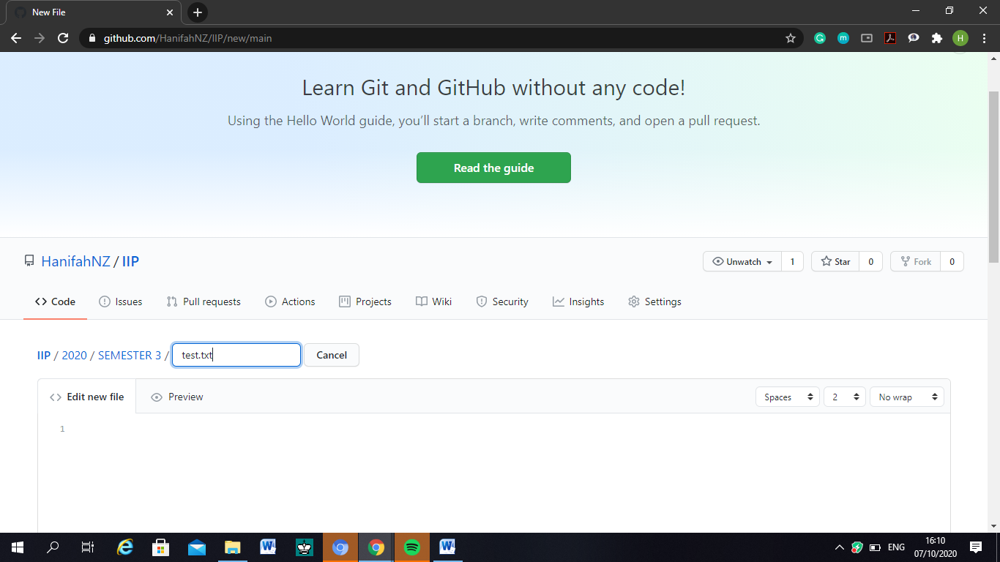 New File
github.com/HanifahNZ/IIP/new/main
Learn Git and GitHub without any code!
Using the Hello World guide, you'll start a branch, write comments, and open a pull request.
Read the guide
HanifahNZ / IIP
Unwatch 1 Star 0 Fork 0
Code Issues Pull requests Actions Projects Wiki Security Insights Settings
IIP / 2020 / SEMESTER 3 / test.txt Cancel
Edit new file Preview Spaces 2 No wrap
1
16:10
ENG
07/10/2020